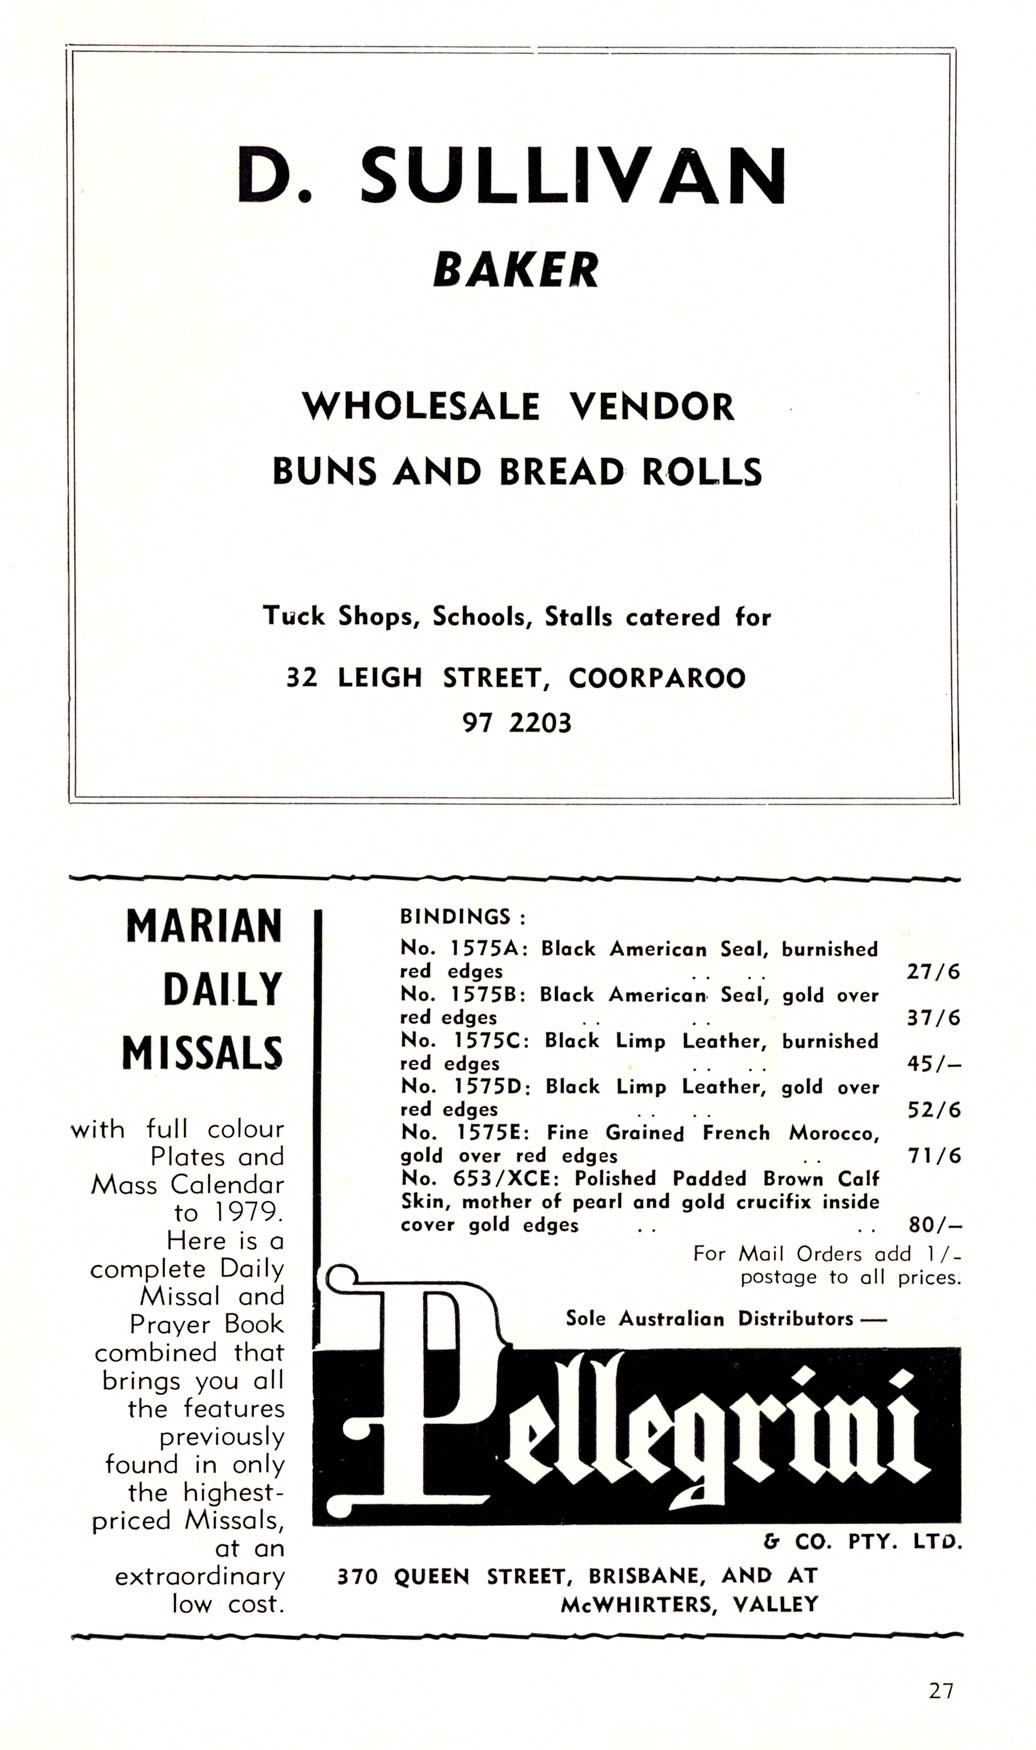 D. SULLIVAN
BAKER
WHOLESALE VENDOR
BUNS AND BREAD ROLLS
Tuck Shops, Schools, Stalls catered for
32 LEIGH STREET, COORPAROO
97 2203
MARIAN
DAILY
MISSALS
with full colour
Plates and
Mass Calendar
to 1979.
Here is a
complete Daily
Missal and
Prayer Book
combined that
brings you all
the features
previously
found in only
the highest-
priced Missals,
at an
extraordinary
low cost.
BINDINGS :
No. 1575A: Black American Seal, burnished
red edges .. .. 27/6
No. 1575B: Black American Seal, gold over
red edges .. .. 37/6
No. 1575C: Black Limp Leather, burnished
red edges .. .. 45/–
No. 1575D: Black Limp Leather, gold over
red edges .. .. 52/6
No. 1575E: Fine Grained French Morocco,
gold over red edges .. 71/6
No. 653/XCE: Polished Padded Brown Calf
Skin, mother of pearl and gold crucifix inside
cover gold edges .. .. 80/–
For Mail Orders add 1/-
postage to all prices.
Sole Australian Distributors —
Pellegrini
& CO. PTY. LTD.
370 QUEEN STREET, BRISBANE, AND AT
McWHIRTERS, VALLEY
27